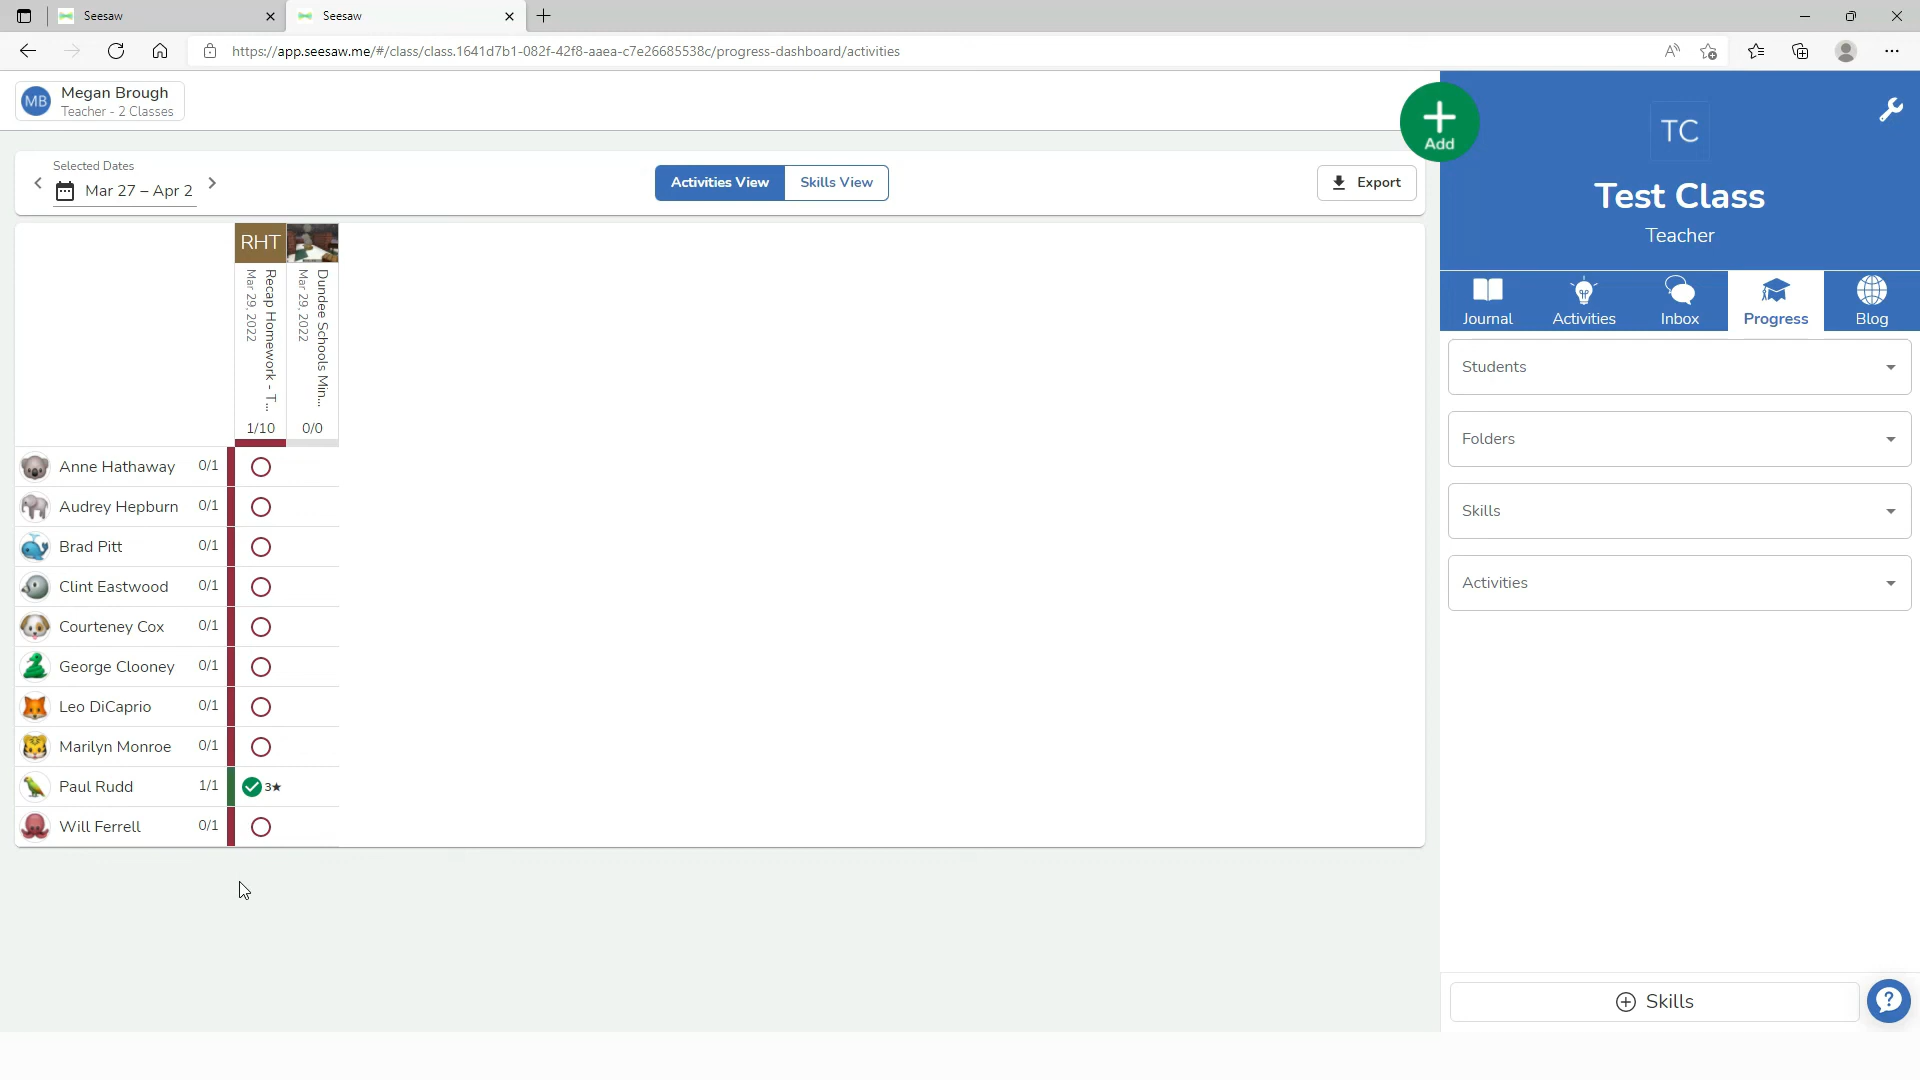 Seesaw
Seesaw
https://app.seesaw.me/#/class/class.1641d7b1-082f-42f8-aaea-c7e26685538c/progress-dashboard/activities
MB
Megan Brough
Teacher - 2 Classes
Selected Dates
Mar 27 – Apr 2
Activities View
Skills View
Export
Add
TC
Test Class
Teacher
Journal
Activities
Inbox
Progress
Blog
RHT
Recap Homework - T...
Mar 29, 2022
Dundee Schools Min...
Mar 29, 2022
1/10
0/0
Anne Hathaway 0/1
Audrey Hepburn 0/1
Brad Pitt 0/1
Clint Eastwood 0/1
Courteney Cox 0/1
George Clooney 0/1
Leo DiCaprio 0/1
Marilyn Monroe 0/1
Paul Rudd 1/1 3★
Will Ferrell 0/1
Students
Folders
Skills
Activities
Skills